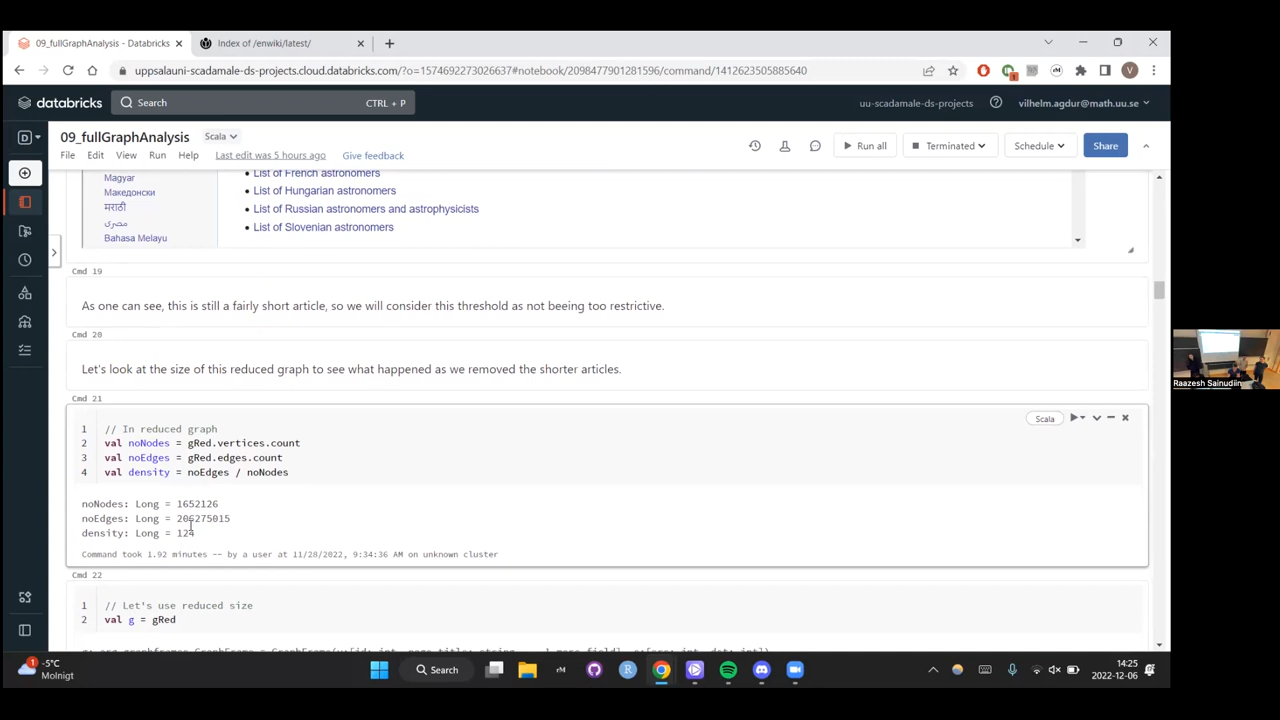 09_fullGraphAnalysis - Databricks
Index of /enwiki/latest/
uppsalauni-scadamale-ds-projects.cloud.databricks.com/?o=1574692273026637#notebook/2098477901281596/command/1412623505885640
databricks
Search
CTRL + P
uu-scadamale-ds-projects
vilhelm.agdur@math.uu.se
09_fullGraphAnalysis
Scala
File Edit View Run Help Last edit was 5 hours ago Give feedback
Run all
Terminated
Schedule
Share
Magyar
Македонски
मराठी
مصرى
Bahasa Melayu
List of French astronomers
List of Hungarian astronomers
List of Russian astronomers and astrophysicists
List of Slovenian astronomers
Cmd 19
As one can see, this is still a fairly short article, so we will consider this threshold as not beeing too restrictive.
Cmd 20
Let's look at the size of this reduced graph to see what happened as we removed the shorter articles.
Cmd 21
Scala
1 // In reduced graph
2 val noNodes = gRed.vertices.count
3 val noEdges = gRed.edges.count
4 val density = noEdges / noNodes
noNodes: Long = 1652126
noEdges: Long = 206275015
density: Long = 124
Command took 1.92 minutes -- by a user at 11/28/2022, 9:34:36 AM on unknown cluster
Cmd 22
1 // Let's use reduced size
2 val g = gRed
Raazesh Sainudiin
-5°C
Molnigt
Search
14:25
2022-12-06